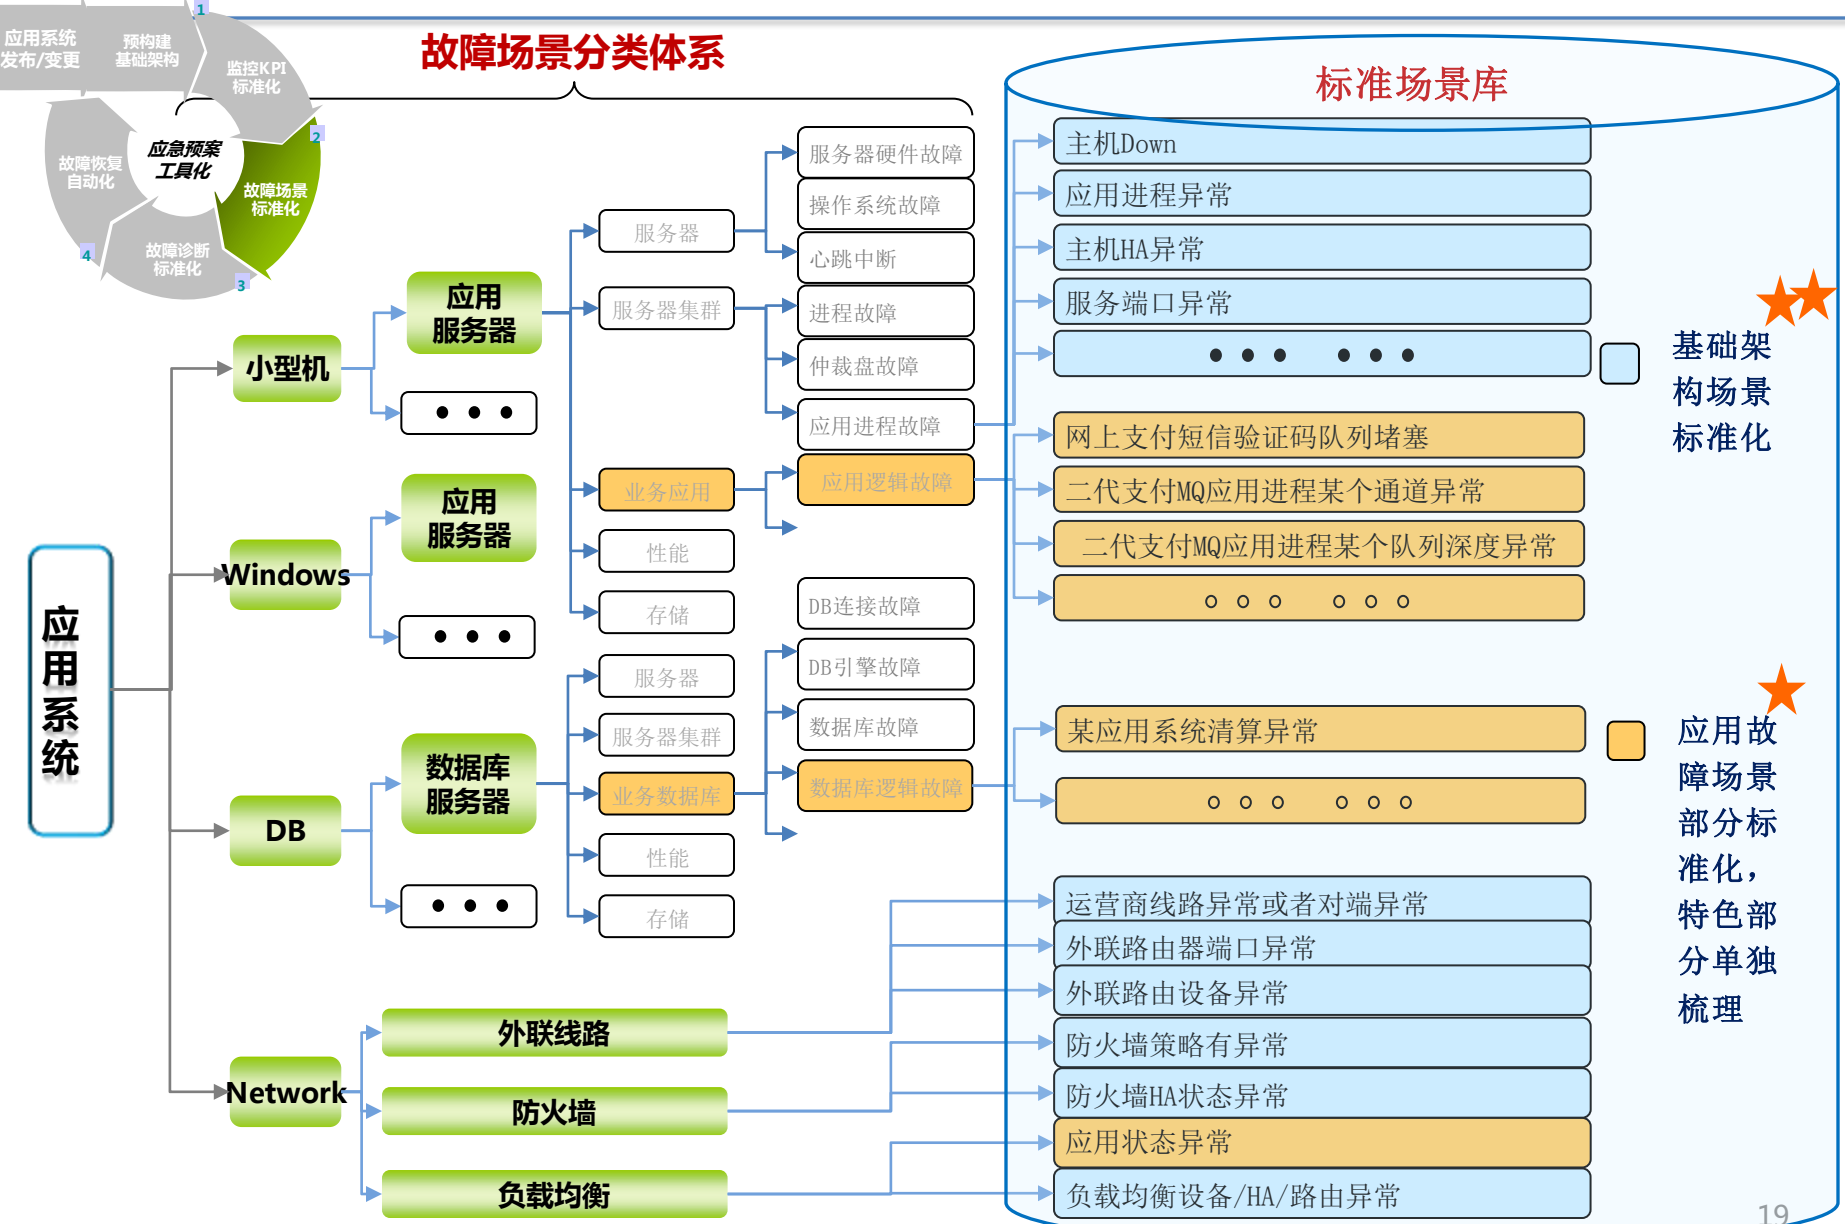 应用系统
发布/变更
预构建
基础架构
1
监控KPI
标准化
2
应急预案
工具化
故障场景
标准化
故障恢复
自动化
故障诊断
标准化
4
3
故障场景分类体系
标准场景库
应用系统
小型机
Windows
DB
Network
应用
服务器
● ● ●
应用
服务器
● ● ●
数据库
服务器
● ● ●
外联线路
防火墙
负载均衡
服务器
服务器集群
业务应用
性能
存储
服务器
服务器集群
业务数据库
性能
存储
服务器硬件故障
操作系统故障
心跳中断
进程故障
仲裁盘故障
应用进程故障
应用逻辑故障
DB连接故障
DB引擎故障
数据库故障
数据库逻辑故障
主机Down
应用进程异常
主机HA异常
服务端口异常
● ● ● ● ● ●
网上支付短信验证码队列堵塞
二代支付MQ应用进程某个通道异常
二代支付MQ应用进程某个队列深度异常
○ ○ ○ ○ ○ ○
某应用系统清算异常
○ ○ ○ ○ ○ ○
运营商线路异常或者对端异常
外联路由器端口异常
外联路由设备异常
防火墙策略有异常
防火墙HA状态异常
应用状态异常
负载均衡设备/HA/路由异常
基础架
构场景
标准化
应用故
障场景
部分标
准化，
特色部
分单独
梳理
19